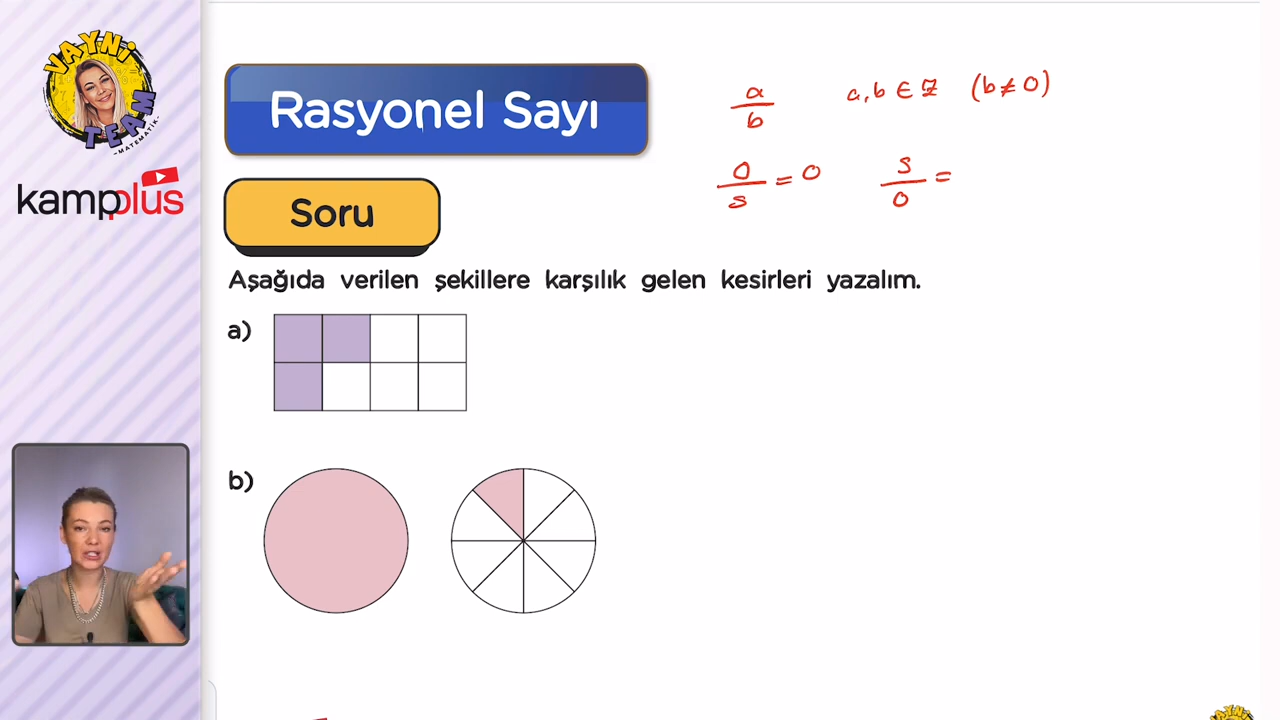 VAYNİ
TEAM
-MATEMATİK-
kampplus
Rasyonel Sayı
a/b a,b ∈ Z (b≠0)
0/5 = 0 5/0 =
Soru
Aşağıda verilen şekillere karşılık gelen kesirleri yazalım.
a)
b)
VAYNİ